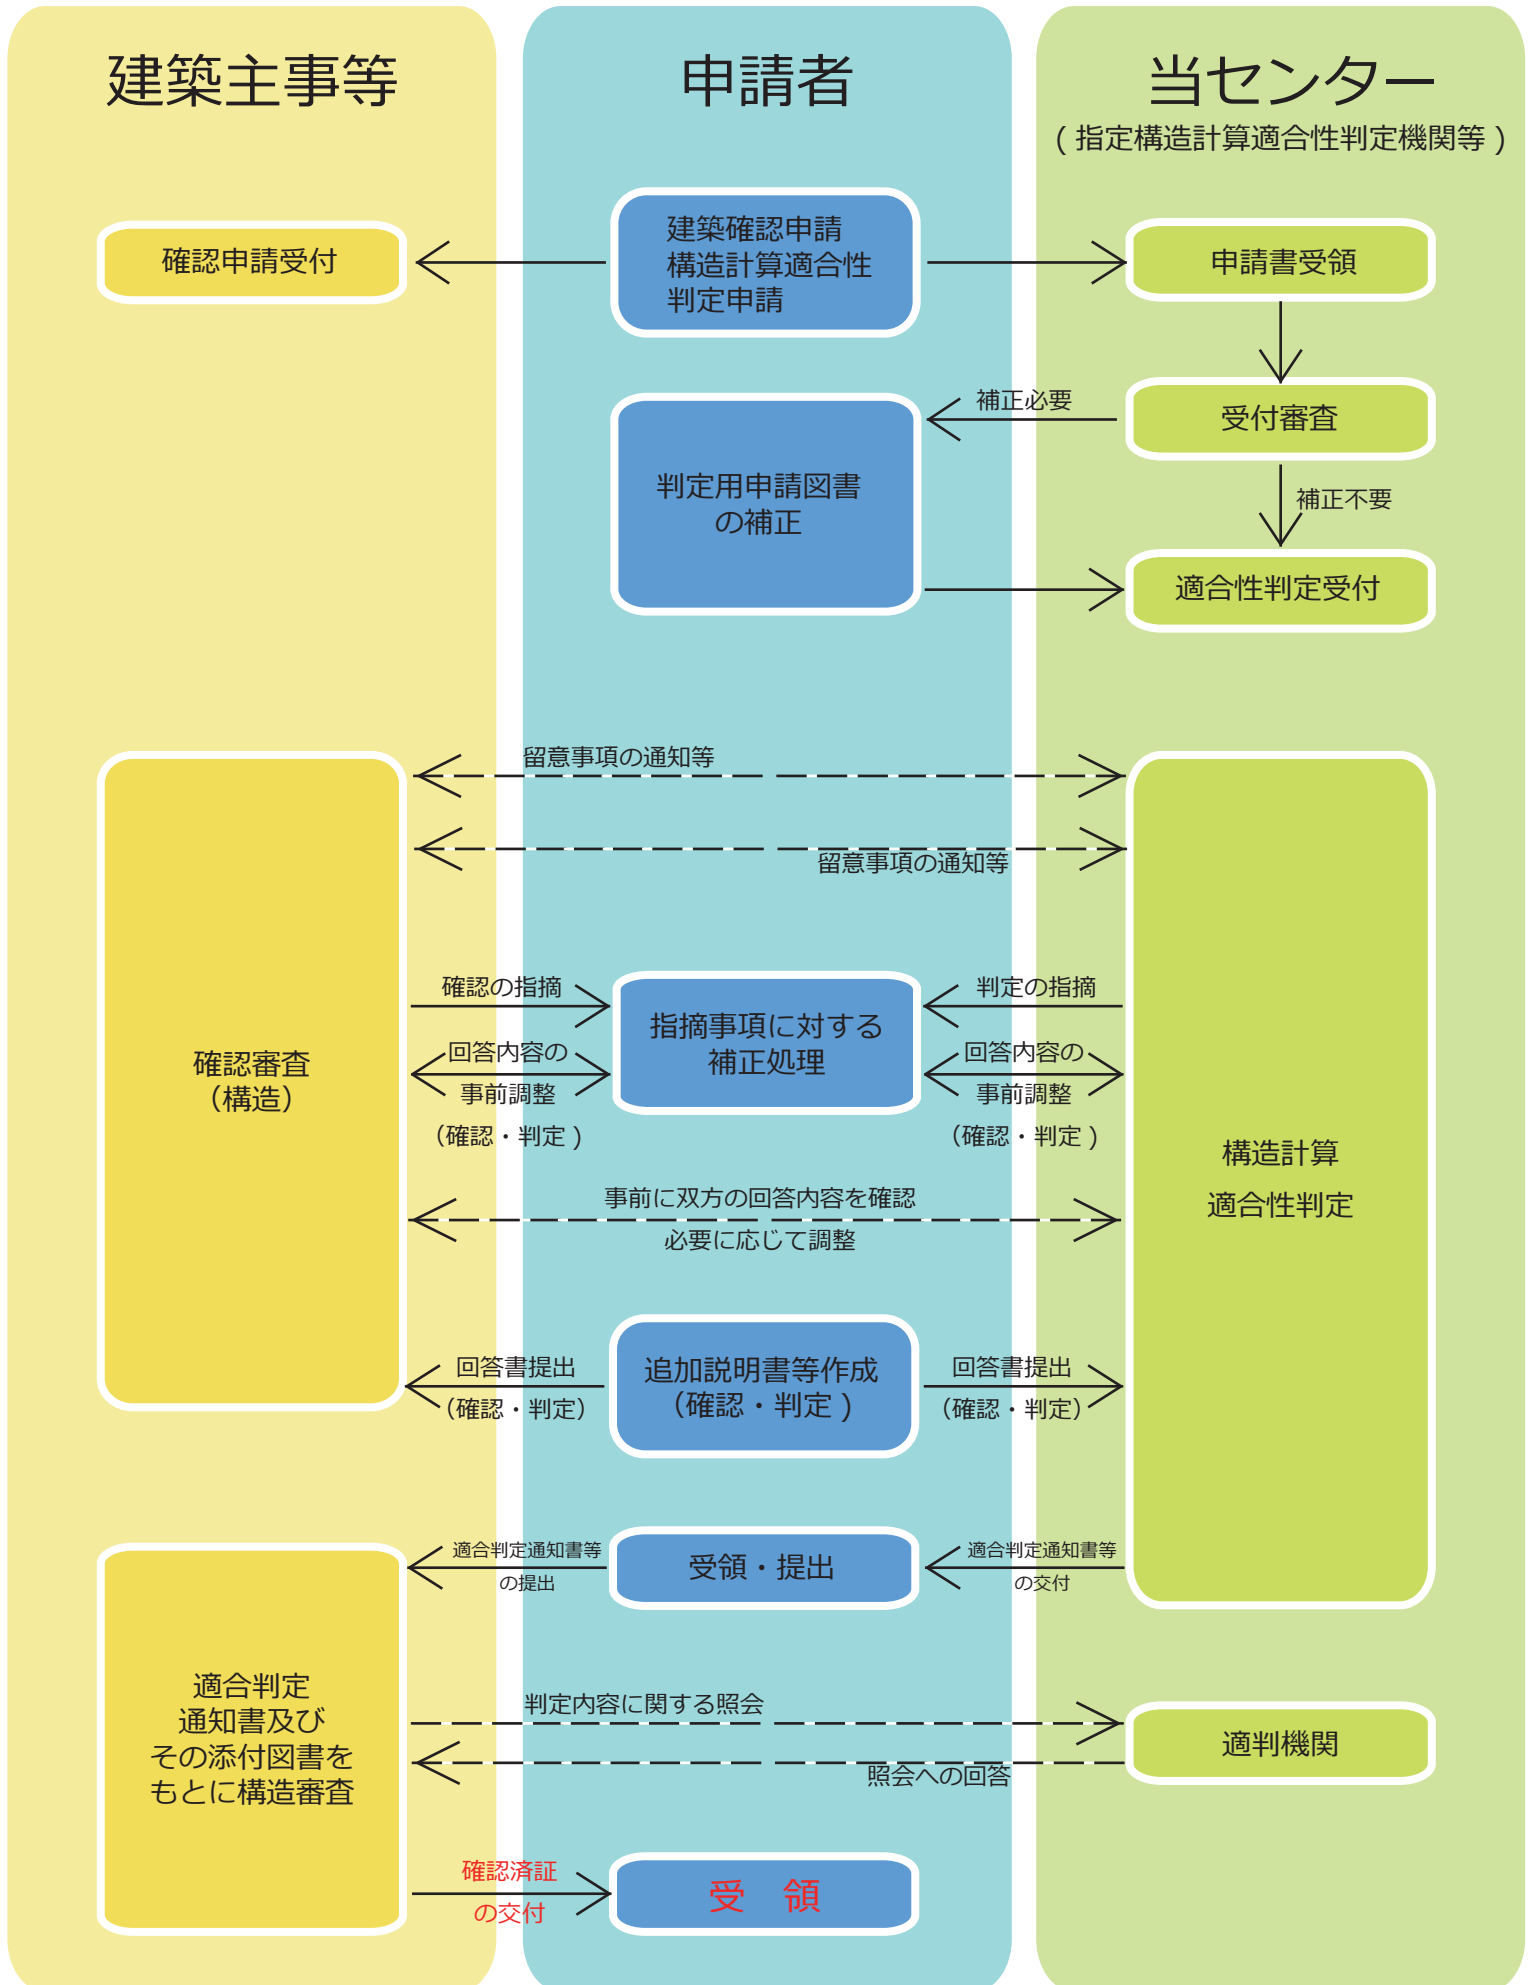 建築主事等
申請者
当センター
( 指定構造計算適合性判定機関等 )
確認申請受付
建築確認申請
構造計算適合性
判定申請
申請書受領
補正必要
受付審査
判定用申請図書
の補正
補正不要
適合性判定受付
留意事項の通知等
留意事項の通知等
確認審査
（構造）
確認の指摘
回答内容の
事前調整
（確認・判定 )
指摘事項に対する
補正処理
判定の指摘
回答内容の
事前調整
（確認・判定 )
構造計算
適合性判定
事前に双方の回答内容を確認
必要に応じて調整
回答書提出
（確認・判定）
追加説明書等作成
（確認・判定 )
回答書提出
（確認・判定）
適合判定通知書等
の提出
受領・提出
適合判定通知書等
の交付
適合判定
通知書及び
その添付図書を
もとに構造審査
判定内容に関する照会
適判機関
照会への回答
確認済証
の交付
受　領